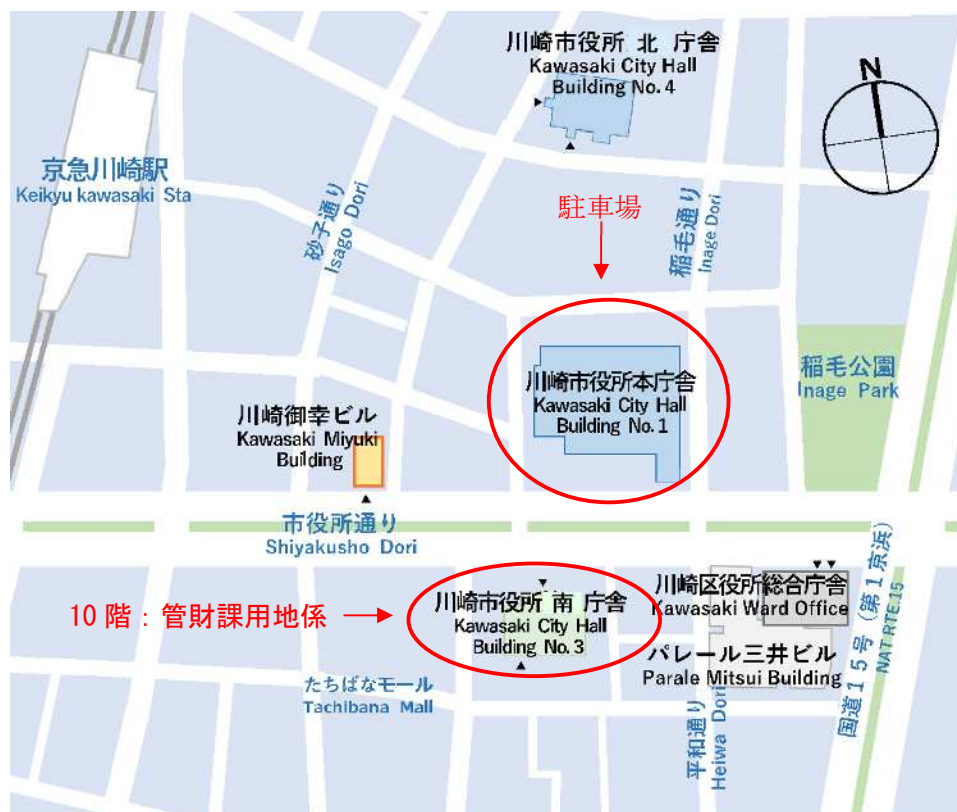 川崎市役所 北 庁舎
Kawasaki City Hall
Building No.4
N
京急川崎駅
Keikyu kawasaki Sta
砂子通り
Isago Dori
駐車場
稲毛通り
Inage Dori
川崎市役所本庁舎
Kawasaki City Hall
Building No.1
稲毛公園
Inage Park
川崎御幸ビル
Kawasaki Miyuki
Building
市役所通り
Shiyakusho Dori
10階：管財課用地係
川崎市役所 南 庁舎
Kawasaki City Hall
Building No.3
川崎区役所総合庁舎
Kawasaki Ward Office
パレール三井ビル
Parale Mitsui Building
たちばなモール
Tachibana Mall
平和通り
Heiwa Dori
国道15号（第1京浜）
NAT RTE.15